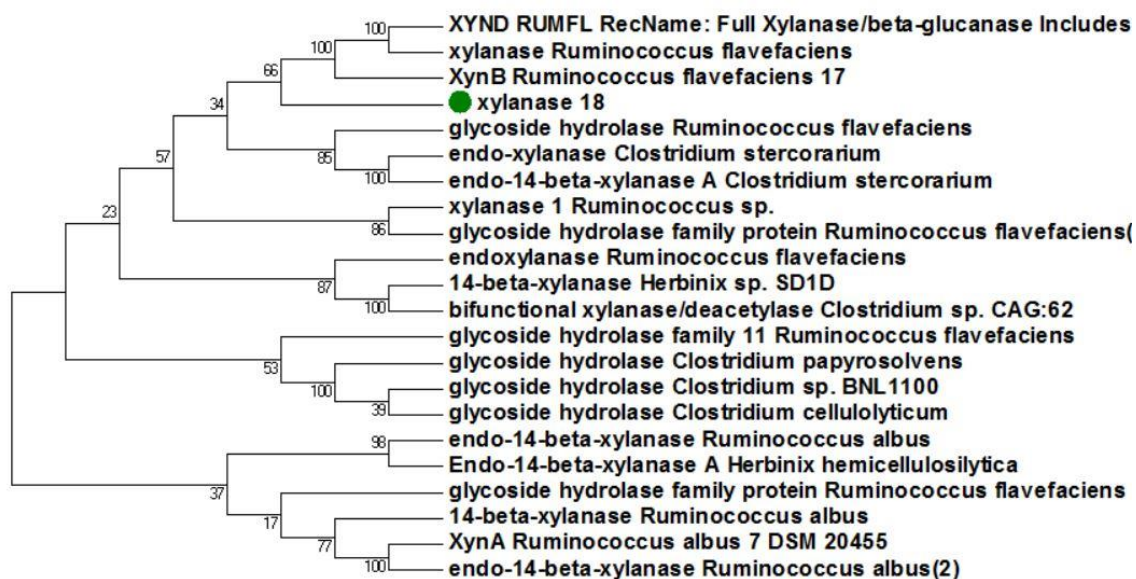 100 XYND RUMFL RecName: Full Xylanase/beta-glucanase Includes
100 xylanase Ruminococcus flavefaciens
66 XynB Ruminococcus flavefaciens 17
34 xylanase 18
glycoside hydrolase Ruminococcus flavefaciens
57 85 endo-xylanase Clostridium stercorarium
100 endo-14-beta-xylanase A Clostridium stercorarium
23 xylanase 1 Ruminococcus sp.
86 glycoside hydrolase family protein Ruminococcus flavefaciens(
endoxylanase Ruminococcus flavefaciens
87 14-beta-xylanase Herbinix sp. SD1D
100 bifunctional xylanase/deacetylase Clostridium sp. CAG:62
glycoside hydrolase family 11 Ruminococcus flavefaciens
53 glycoside hydrolase Clostridium papyrosolvens
100 glycoside hydrolase Clostridium sp. BNL1100
39 glycoside hydrolase Clostridium cellulolyticum
98 endo-14-beta-xylanase Ruminococcus albus
Endo-14-beta-xylanase A Herbinix hemicellulosilytica
37 glycoside hydrolase family protein Ruminococcus flavefaciens
17 14-beta-xylanase Ruminococcus albus
77 XynA Ruminococcus albus 7 DSM 20455
100 endo-14-beta-xylanase Ruminococcus albus(2)